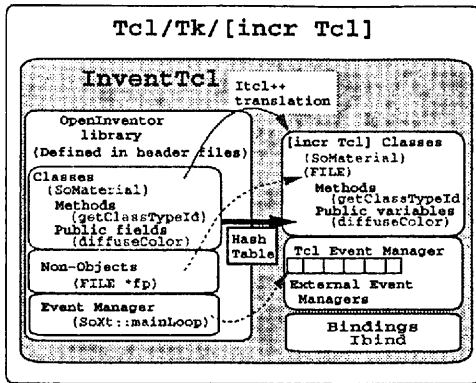 Tcl/Tk/[incr Tcl]
InventTcl
Itcl++
translation
OpenInventor
library
(Defined in header files)
Classes
(SoMaterial)
Methods
(getClassTypeId)
Public fields
(diffuseColor)
Non-Objects
(FILE *fp)
Event Manager
(SoXt::mainLoop)
Hash
Table
[incr Tcl] Classes
(SoMaterial)
(FILE)
Methods
(getClassTypeId
Public variables
(diffuseColor)
Tcl Event Manager
External Event
Managers
Bindings
Ibind